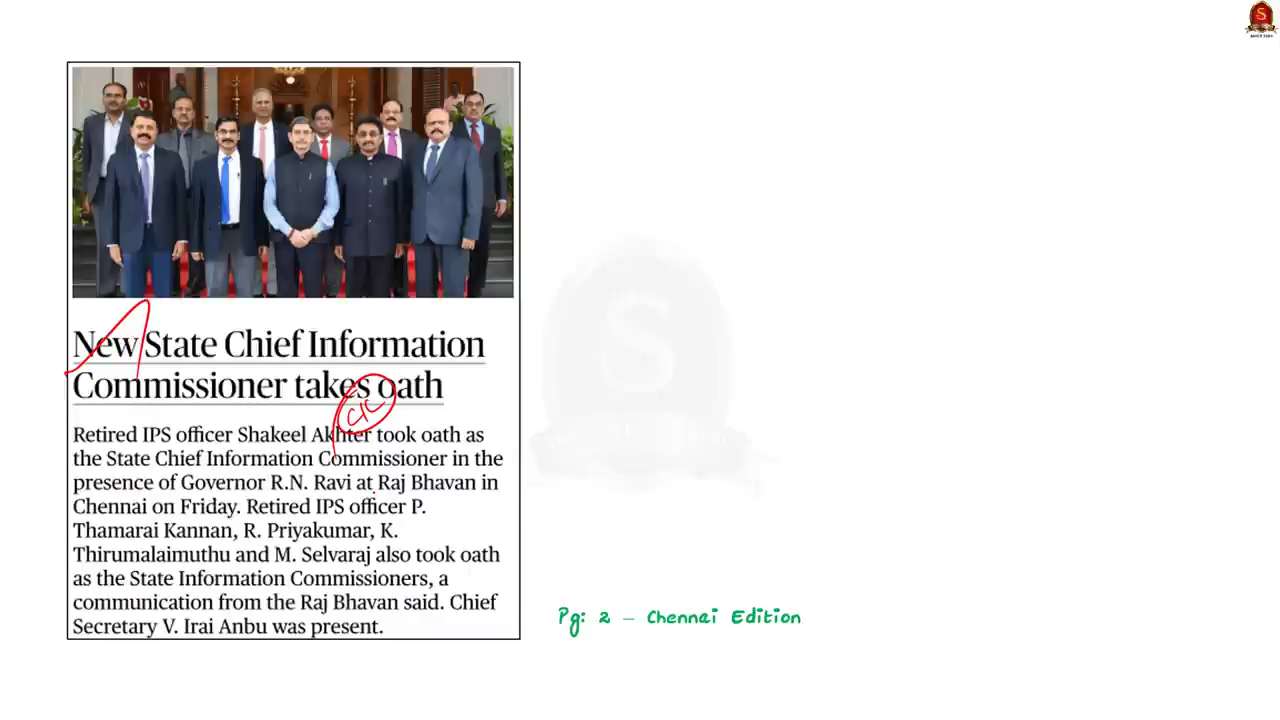 New State Chief Information
Commissioner takes oath
CIC
Retired IPS officer Shakeel Akhter took oath as
the State Chief Information Commissioner in the
presence of Governor R.N. Ravi at Raj Bhavan in
Chennai on Friday. Retired IPS officer P.
Thamarai Kannan, R. Priyakumar, K.
Thirumalaimuthu and M. Selvaraj also took oath
as the State Information Commissioners, a
communication from the Raj Bhavan said. Chief
Secretary V. Irai Anbu was present.
Pg: 2 – Chennai Edition
S